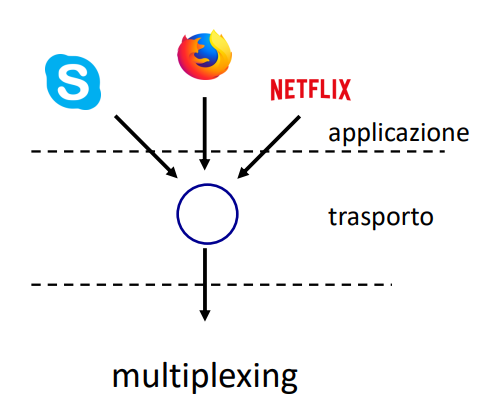 S
NETFLIX
applicazione
trasporto
multiplexing